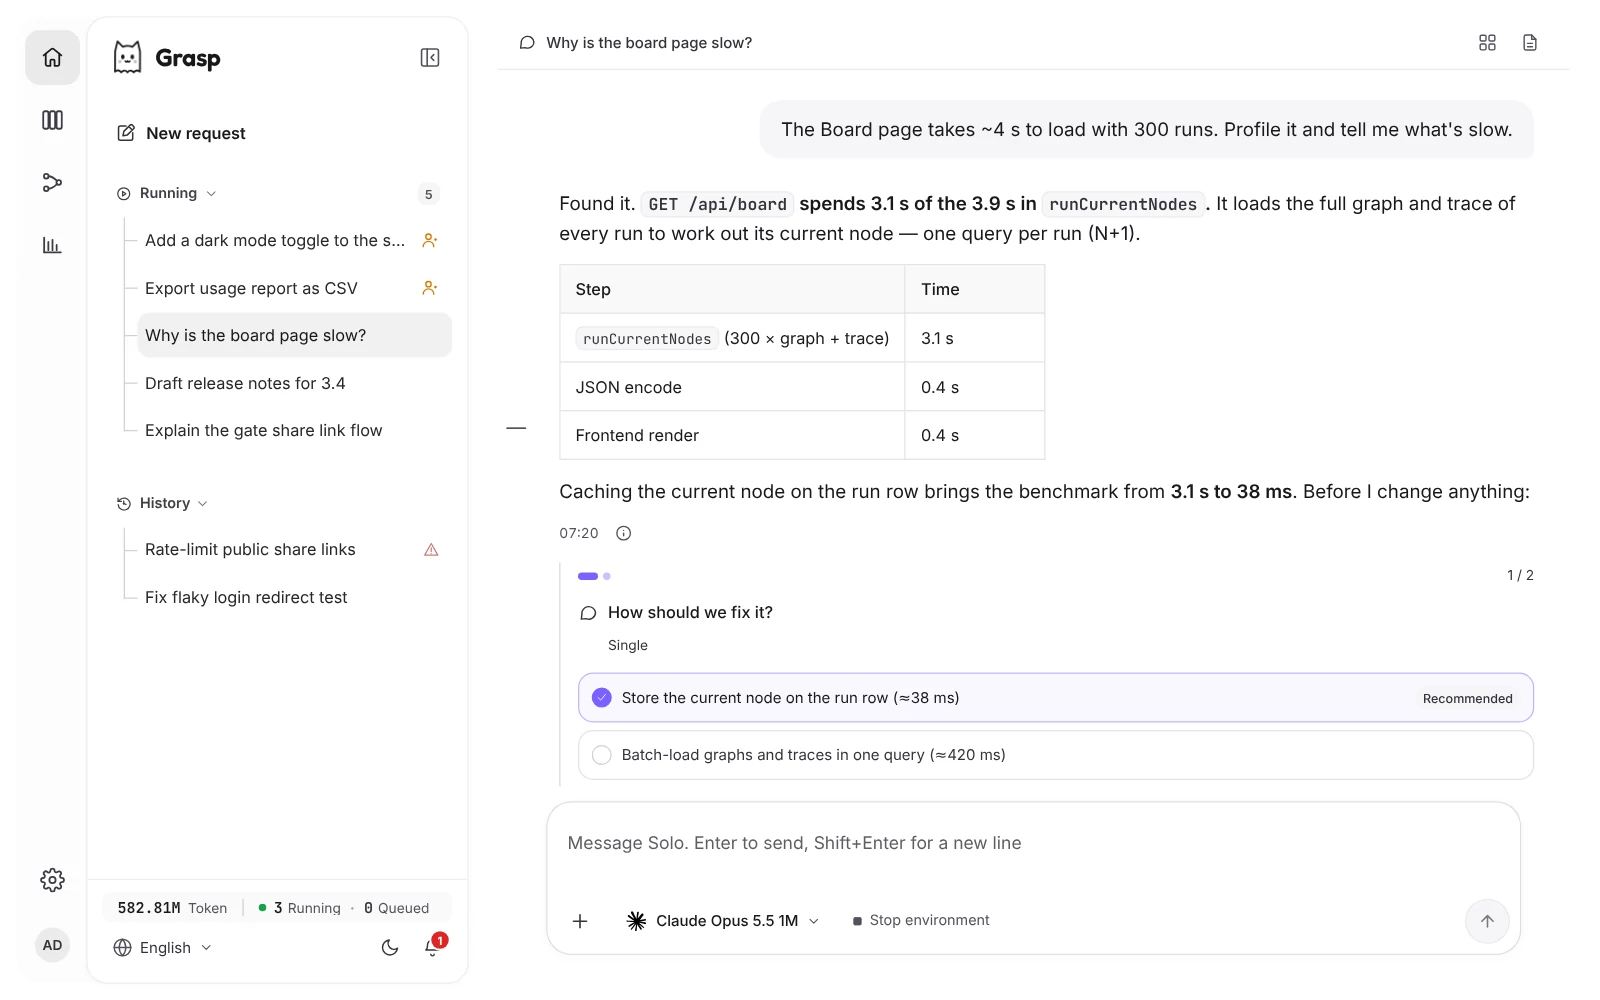 Grasp
New request
Running
5
Add a dark mode toggle to the s...
Export usage report as CSV
Why is the board page slow?
Draft release notes for 3.4
Explain the gate share link flow
History
Rate-limit public share links
Fix flaky login redirect test
582.81M Token
3 Running · 0 Queued
AD
English
1
Why is the board page slow?
The Board page takes ~4 s to load with 300 runs. Profile it and tell me what's slow.
Found it. GET /api/board spends 3.1 s of the 3.9 s in runCurrentNodes. It loads the full graph and trace of
every run to work out its current node — one query per run (N+1).
Step Time
runCurrentNodes (300 × graph + trace) 3.1 s
JSON encode 0.4 s
Frontend render 0.4 s
Caching the current node on the run row brings the benchmark from 3.1 s to 38 ms. Before I change anything:
07:20
1 / 2
How should we fix it?
Single
Store the current node on the run row (≈38 ms) Recommended
Batch-load graphs and traces in one query (≈420 ms)
Message Solo. Enter to send, Shift+Enter for a new line
Claude Opus 5.5 1M
Stop environment